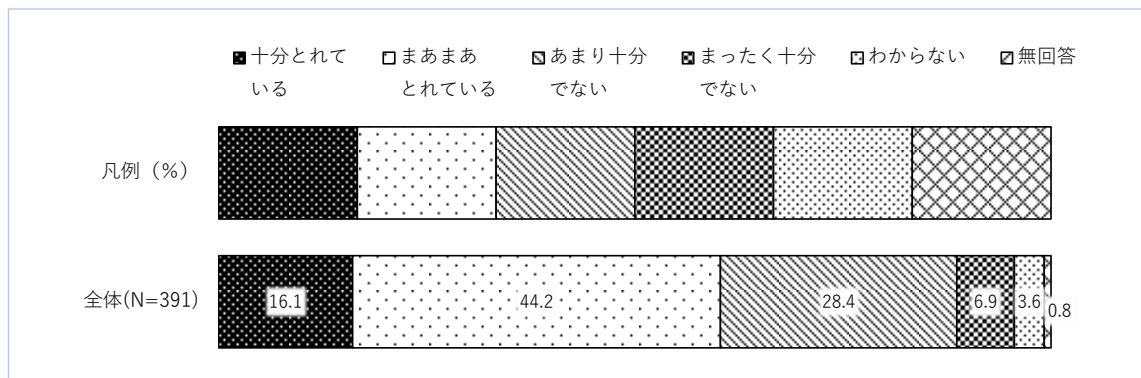 十分とれて まあまあ あまり十分 まったく十分 わからない 無回答
いる とれている でない でない
凡例（%）
全体(N=391) 16.1 44.2 28.4 6.9 3.6 0.8